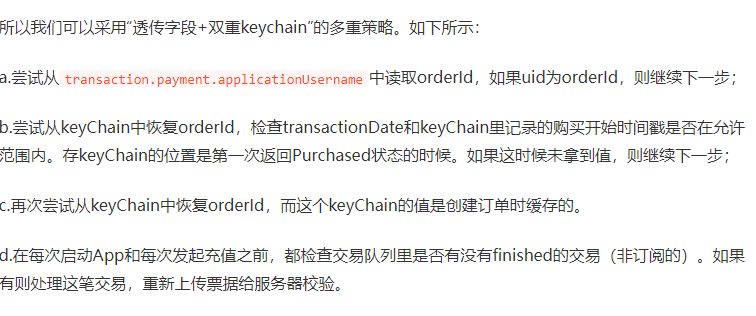 所以我们可以采用“透传字段+双重keychain”的多重策略。如下所示：
a.尝试从 transaction.payment.applicationUsername 中读取orderId，如果uid为orderId，则继续下一步；
b.尝试从keyChain中恢复orderId，检查transactionDate和keyChain里记录的购买开始时间戳是否在允许
范围内。存keyChain的位置是第一次返回Purchased状态的时候。如果这时候未拿到值，则继续下一步；
c.再次尝试从keyChain中恢复orderId，而这个keyChain的值是创建订单时缓存的。
d.在每次启动App和每次发起充值之前，都检查交易队列里是否有没有finished的交易（非订阅的）。如果
有则处理这笔交易，重新上传票据给服务器校验。